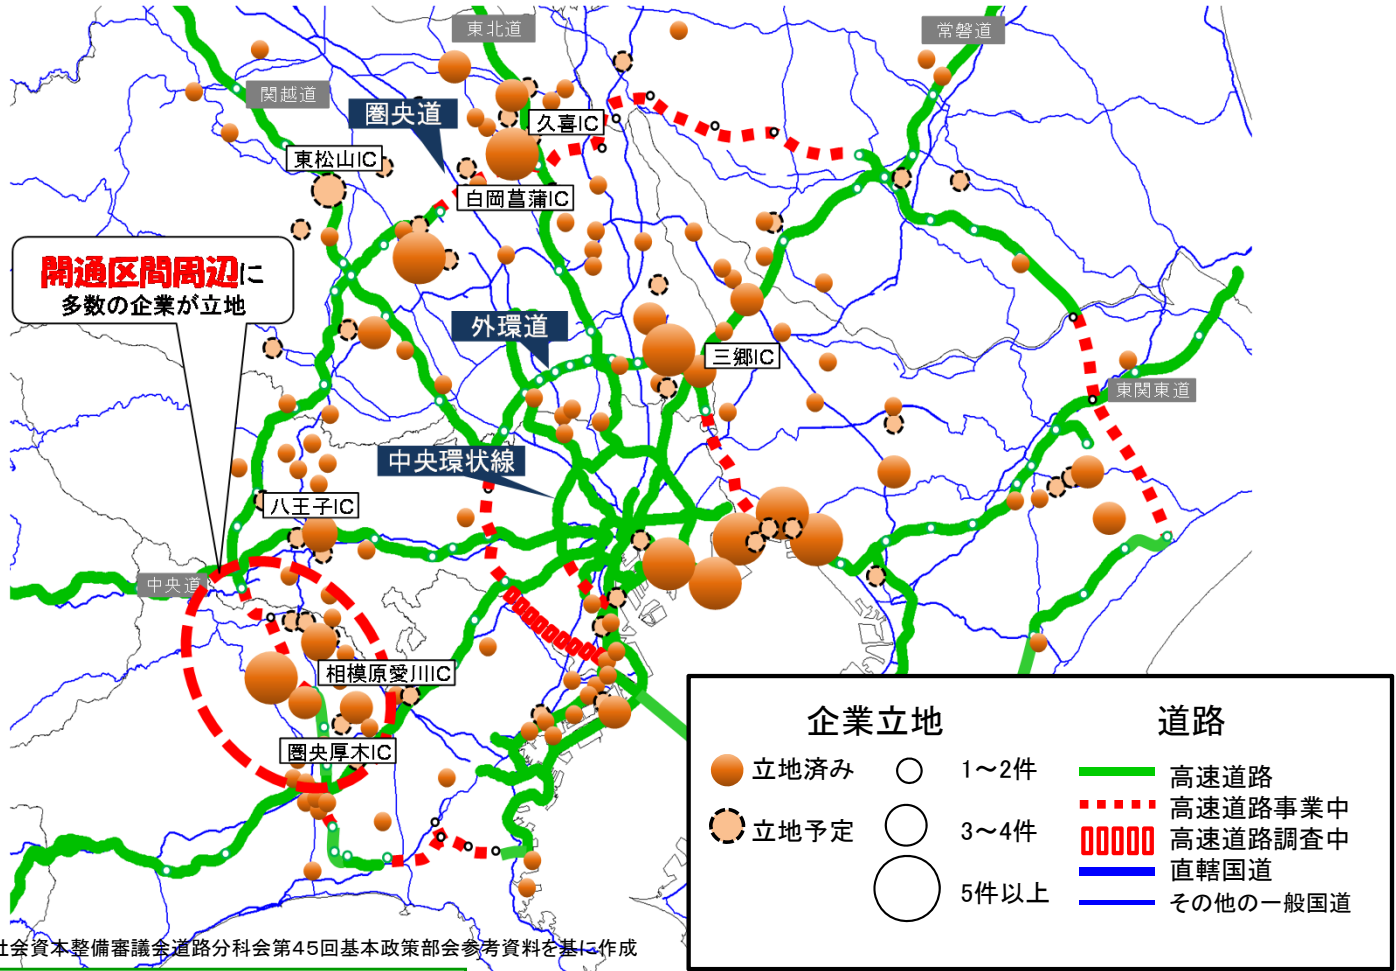 東北道
常磐道
関越道
圏央道
久喜IC
東松山IC
白岡菖蒲IC
開通区間周辺に
多数の企業が立地
外環道
三郷IC
東関東道
中央環状線
八王子IC
中央道
相模原愛川IC
圏央厚木IC
企業立地
道路
立地済み
1～2件
高速道路
高速道路事業中
立地予定
3～4件
高速道路調査中
直轄国道
5件以上
その他の一般国道
社会資本整備審議会道路分科会第45回基本政策部会参考資料を基に作成